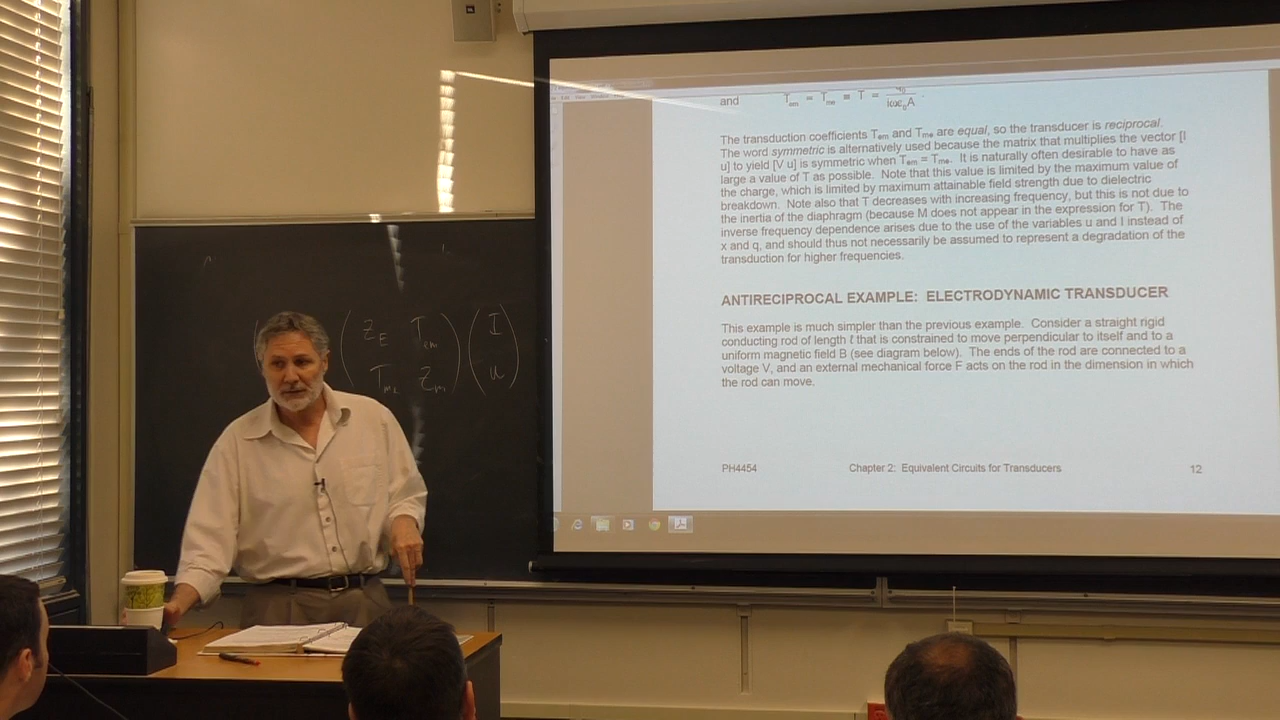 and T_em = T_me ≡ T = q_0 / iωε_0A .
The transduction coefficients T_em and T_me are equal, so the transducer is reciprocal.
The word symmetric is alternatively used because the matrix that multiplies the vector [I
u] to yield [V u] is symmetric when T_em = T_me. It is naturally often desirable to have as
large a value of T as possible. Note that this value is limited by the maximum value of
the charge, which is limited by maximum attainable field strength due to dielectric
breakdown. Note also that T decreases with increasing frequency, but this is not due to
the inertia of the diaphragm (because M does not appear in the expression for T). The
inverse frequency dependence arises due to the use of the variables u and I instead of
x and q, and should thus not necessarily be assumed to represent a degradation of the
transduction for higher frequencies.
ANTIRECIPROCAL EXAMPLE: ELECTRODYNAMIC TRANSDUCER
This example is much simpler than the previous example. Consider a straight rigid
conducting rod of length ℓ that is constrained to move perpendicular to itself and to a
uniform magnetic field B (see diagram below). The ends of the rod are connected to a
voltage V, and an external mechanical force F acts on the rod in the dimension in which
the rod can move.
PH4454 Chapter 2: Equivalent Circuits for Transducers 12
Z_E T_em I
T_me Z_m u